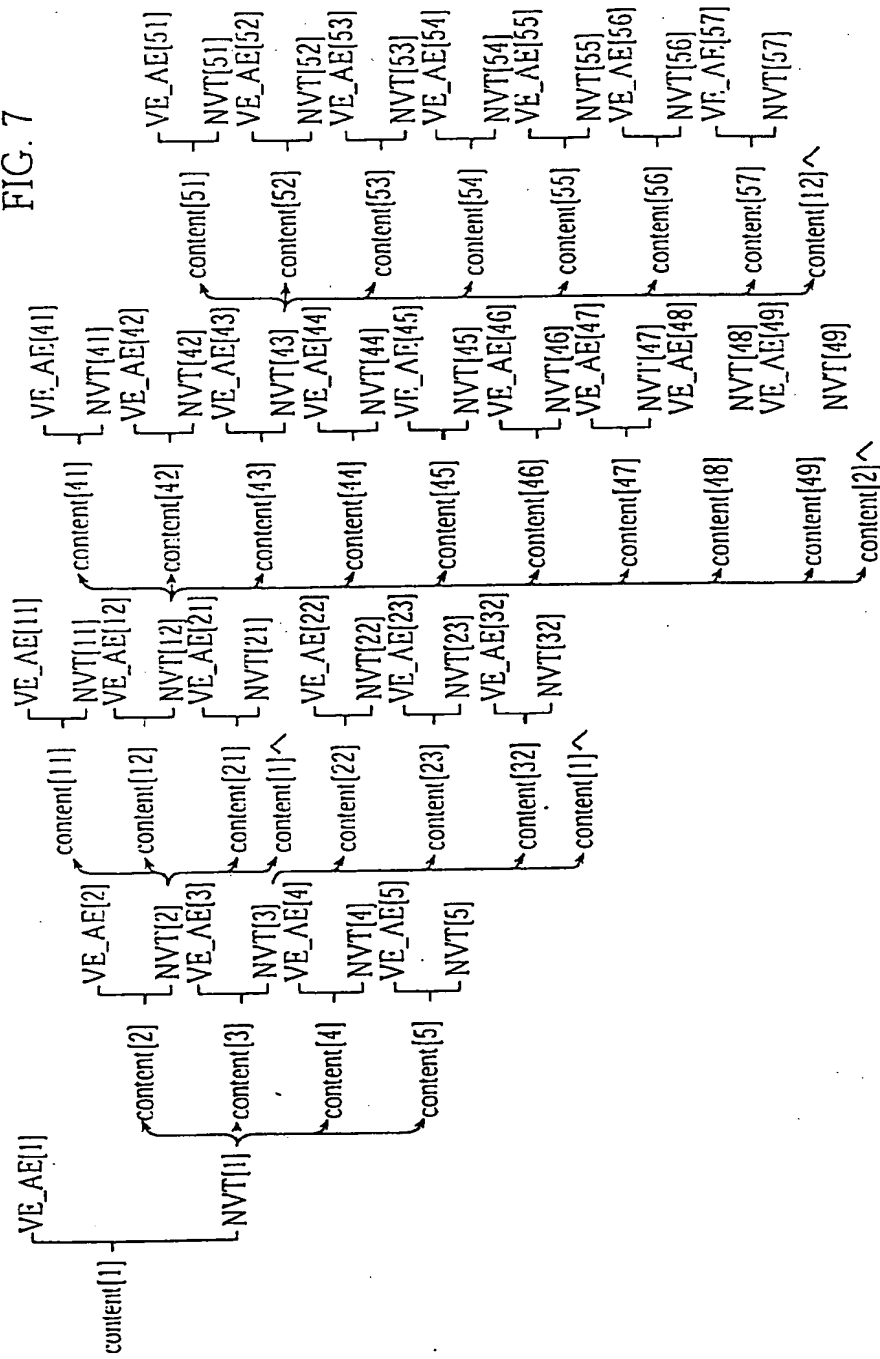 FIG. 7
content[1]
VE_AE[1]
NVT[1]
content[2]
content[3]
content[4]
content[5]
VE_AE[2]
NVT[2]
VE_AE[3]
NVT[3]
VE_AE[4]
NVT[4]
VE_AE[5]
NVT[5]
content[11]
content[12]
content[21]
content[1]^
content[22]
content[23]
content[32]
content[1]^
VE_AE[11]
NVT[11]
VE_AE[12]
NVT[12]
VE_AE[21]
NVT[21]
VE_AE[22]
NVT[22]
VE_AE[23]
NVT[23]
VE_AE[32]
NVT[32]
content[41]
content[42]
content[43]
content[44]
content[45]
content[46]
content[47]
content[48]
content[49]
content[2]^
VE_AE[41]
NVT[41]
VE_AE[42]
NVT[42]
VE_AE[43]
NVT[43]
VE_AE[44]
NVT[44]
VE_AE[45]
NVT[45]
VE_AE[46]
NVT[46]
VE_AE[47]
NVT[47]
VE_AE[48]
NVT[48]
VE_AE[49]
NVT[49]
content[51]
content[52]
content[53]
content[54]
content[55]
content[56]
content[57]
content[12]^
VE_AE[51]
NVT[51]
VE_AE[52]
NVT[52]
VE_AE[53]
NVT[53]
VE_AE[54]
NVT[54]
VE_AE[55]
NVT[55]
VE_AE[56]
NVT[56]
VE_AE[57]
NVT[57]